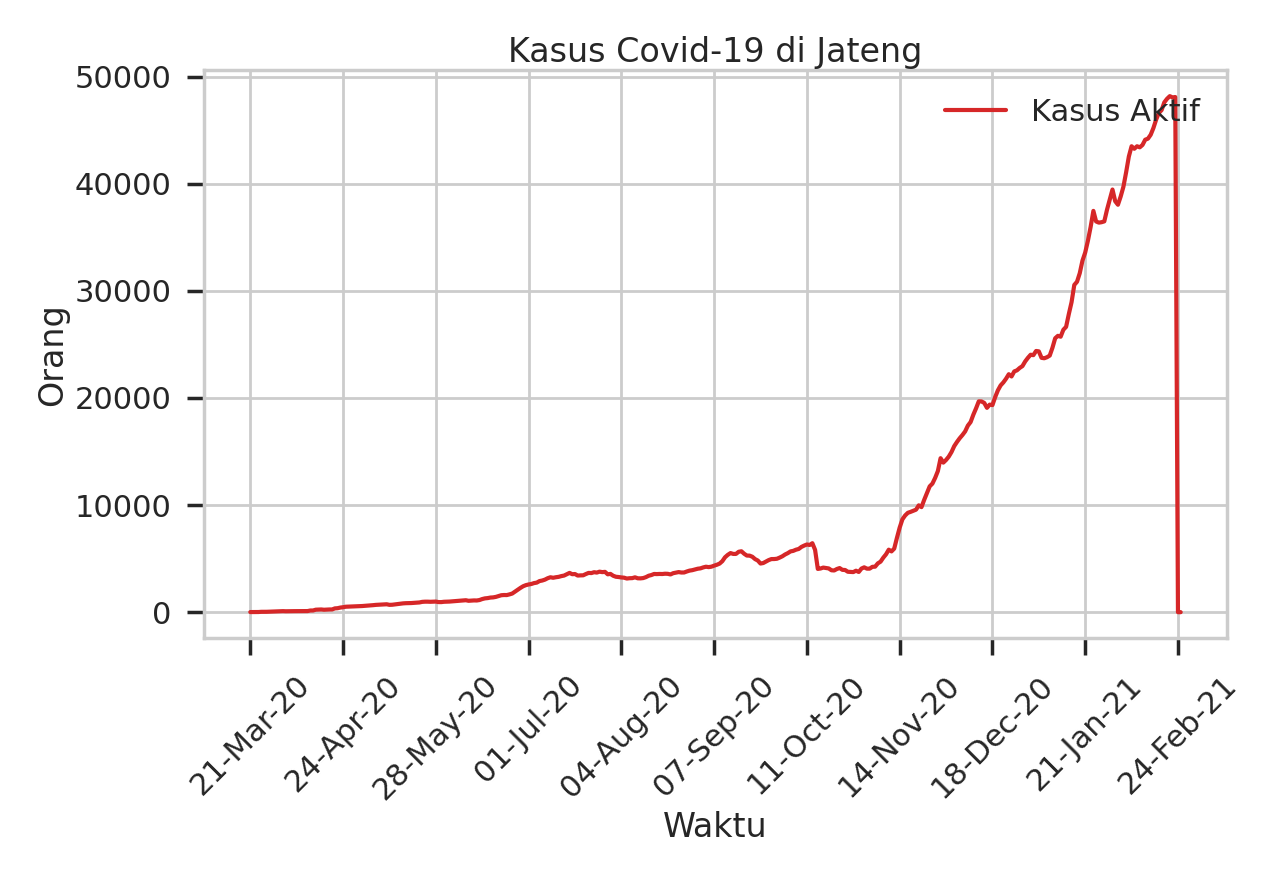 Kasus Covid-19 di Jateng
Kasus Aktif
50000
40000
30000
20000
10000
0
Orang
21-Mar-20
24-Apr-20
28-May-20
01-Jul-20
04-Aug-20
07-Sep-20
11-Oct-20
14-Nov-20
18-Dec-20
21-Jan-21
24-Feb-21
Waktu